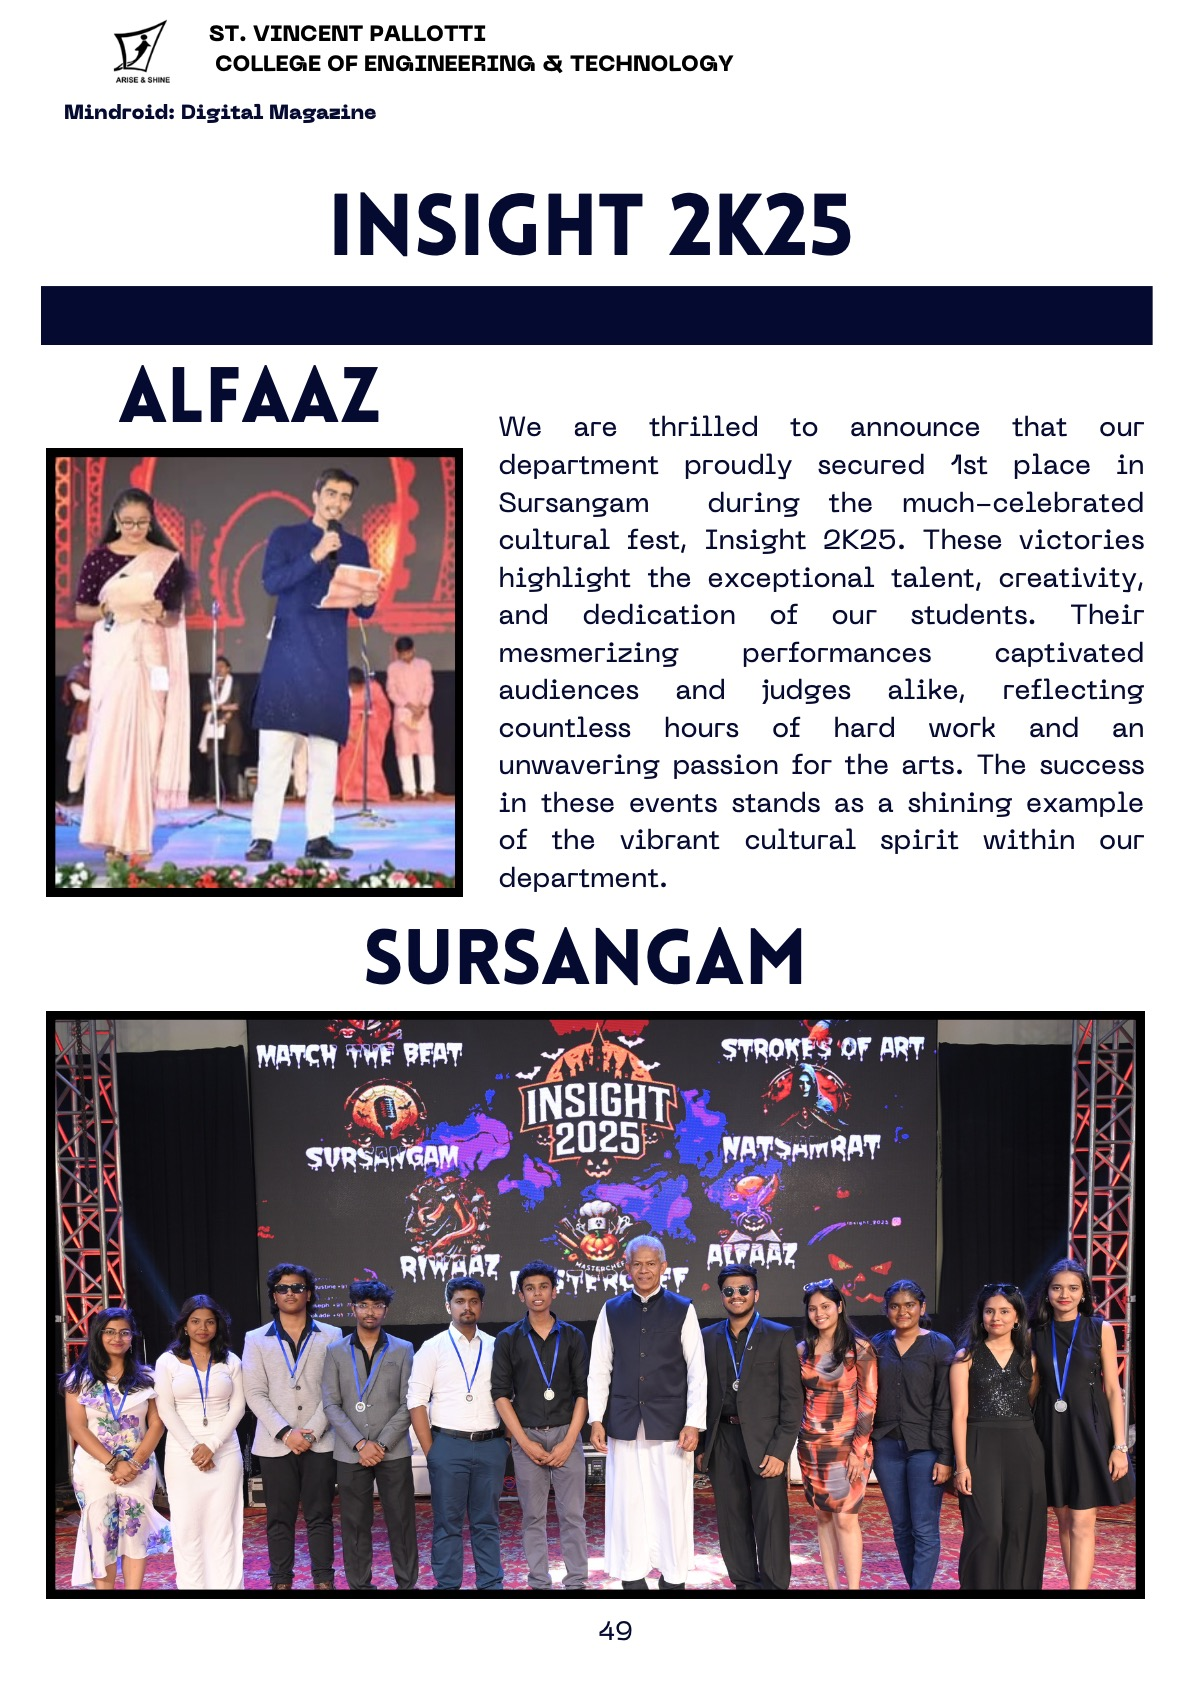 ARISE & SHINE
ST. VINCENT PALLOTTI
COLLEGE OF ENGINEERING & TECHNOLOGY
Mindroid: Digital Magazine
INSIGHT 2K25
ALFAAZ
We are thrilled to announce that our
department proudly secured 1st place in
Sursangam during the much-celebrated
cultural fest, Insight 2K25. These victories
highlight the exceptional talent, creativity,
and dedication of our students. Their
mesmerizing performances captivated
audiences and judges alike, reflecting
countless hours of hard work and an
unwavering passion for the arts. The success
in these events stands as a shining example
of the vibrant cultural spirit within our
department.
SURSANGAM
MATCH THE BEAT
STROKES OF ART
INSIGHT
2025
SURSANGAM
NATSAMRAT
RIWAAZ
ALFAAZ
MASTERCHEF
49